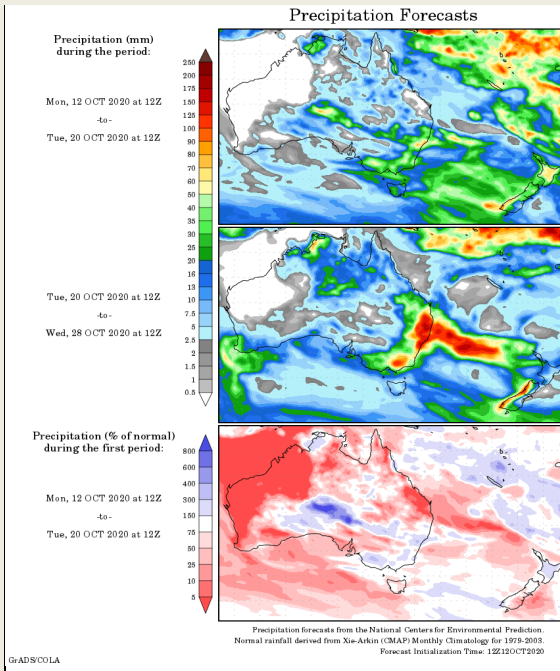 Precipitation Forecasts
Precipitation (mm)
during the period:
Mon, 12 OCT 2020 at 12Z
-to-
Tue, 20 OCT 2020 at 12Z
250
200
175
150
125
100
90
80
70
60
50
40
35
30
25
20
16
13
10
7.5
5
2.5
2
1.5
1
0.5
Tue, 20 OCT 2020 at 12Z
-to-
Wed, 28 OCT 2020 at 12Z
Precipitation (% of normal)
during the first period:
Mon, 12 OCT 2020 at 12Z
-to-
Tue, 20 OCT 2020 at 12Z
800
600
400
300
150
75
50
25
10
5
Precipitation forecasts from the National Centers for Environmental Prediction.
Normal rainfall derived from Xie-Arkin (CMAP) Monthly Climatology for 1979-2003.
Forecast Initialization Time: 12Z12OCT2020
GrADS/COLA